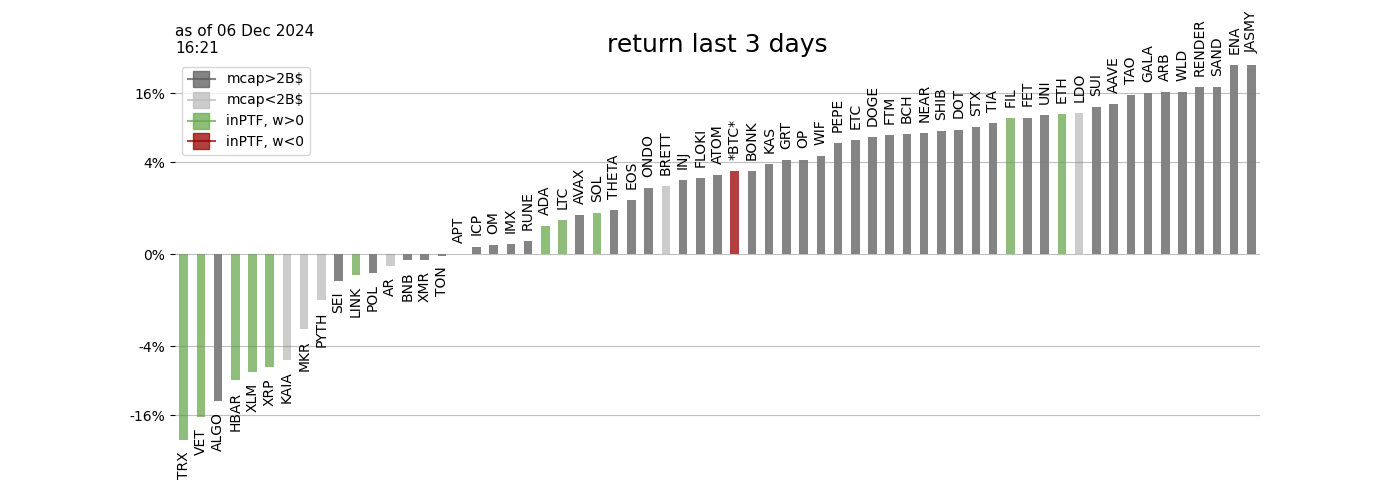 as of 06 Dec 2024
16:21
return last 3 days
mcap>2B$
mcap<2B$
inPTF, w>0
inPTF, w<0
16%
4%
0%
-4%
-16%
TRX
VET
ALGO
HBAR
XLM
XRP
KAIA
MKR
PYTH
SEI
LINK
POL
AR
BNB
XMR
TON
APT
ICP
OM
IMX
RUNE
ADA
LTC
AVAX
SOL
THETA
EOS
ONDO
BRETT
INJ
FLOKI
ATOM
*BTC*
BONK
KAS
GRT
OP
WIF
PEPE
ETC
DOGE
FTM
BCH
NEAR
SHIB
DOT
STX
TIA
FIL
FET
UNI
ETH
LDO
SUI
AAVE
TAO
GALA
ARB
WLD
RENDER
SAND
ENA
JASMY